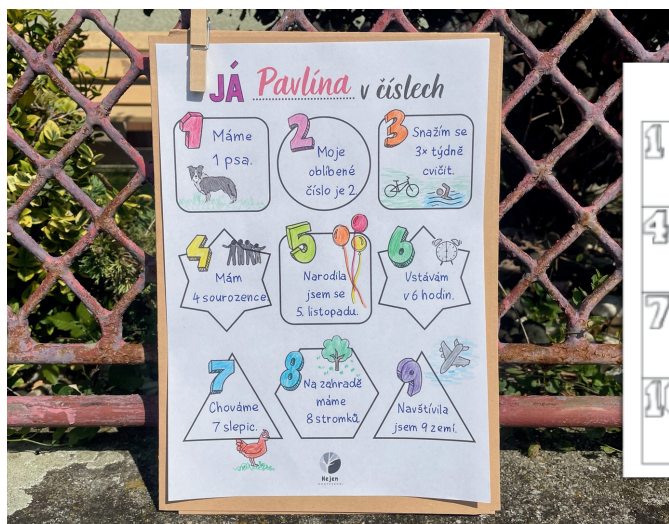 JÁ Pavlína v číslech
1
Máme
1 psa.
2
Moje
oblíbené
číslo je 2
3
Snažím se
3x týdně
cvičit.
4
Mám
4 sourozence.
5
Narodila
jsem se
5. listopadu.
6
Vstávám
v 6 hodin.
7
Chováme
7 slepic.
8
Na zahradě
máme
8 stromků
9
Navštívila
jsem 9 zemí.
Nejen
1
4
7
10